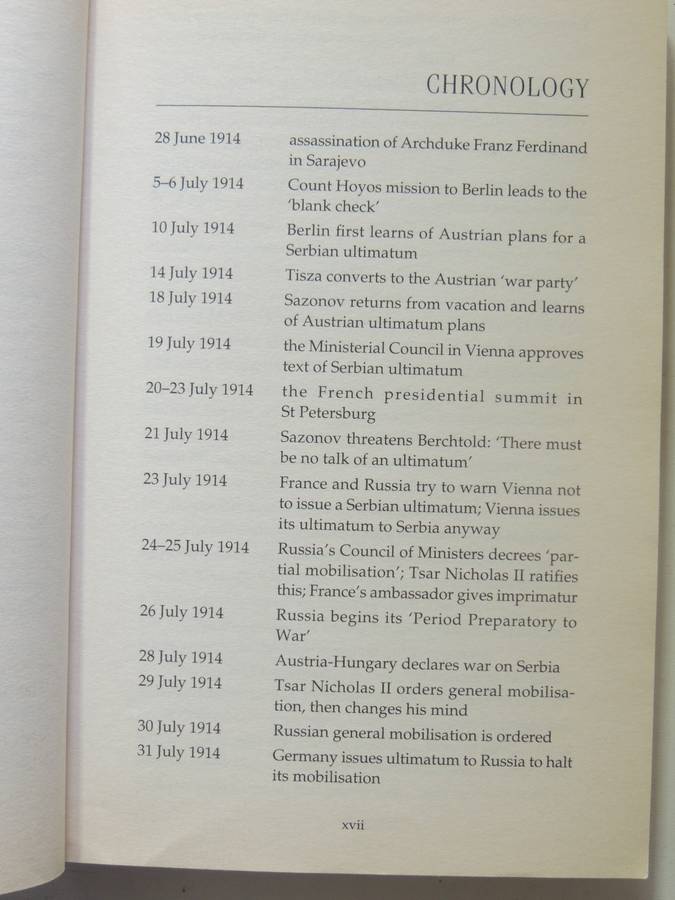 CHRONOLOGY
28 June 1914 assassination of Archduke Franz Ferdinand
in Sarajevo
5–6 July 1914 Count Hoyos mission to Berlin leads to the
‘blank check’
10 July 1914 Berlin first learns of Austrian plans for a
Serbian ultimatum
14 July 1914 Tisza converts to the Austrian ‘war party’
18 July 1914 Sazonov returns from vacation and learns
of Austrian ultimatum plans
19 July 1914 the Ministerial Council in Vienna approves
text of Serbian ultimatum
20–23 July 1914 the French presidential summit in
St Petersburg
21 July 1914 Sazonov threatens Berchtold: ‘There must
be no talk of an ultimatum’
23 July 1914 France and Russia try to warn Vienna not
to issue a Serbian ultimatum; Vienna issues
its ultimatum to Serbia anyway
24–25 July 1914 Russia’s Council of Ministers decrees ‘par-
tial mobilisation’; Tsar Nicholas II ratifies
this; France’s ambassador gives imprimatur
26 July 1914 Russia begins its ‘Period Preparatory to
War’
28 July 1914 Austria-Hungary declares war on Serbia
29 July 1914 Tsar Nicholas II orders general mobilisa-
tion, then changes his mind
30 July 1914 Russian general mobilisation is ordered
31 July 1914 Germany issues ultimatum to Russia to halt
its mobilisation
xvii